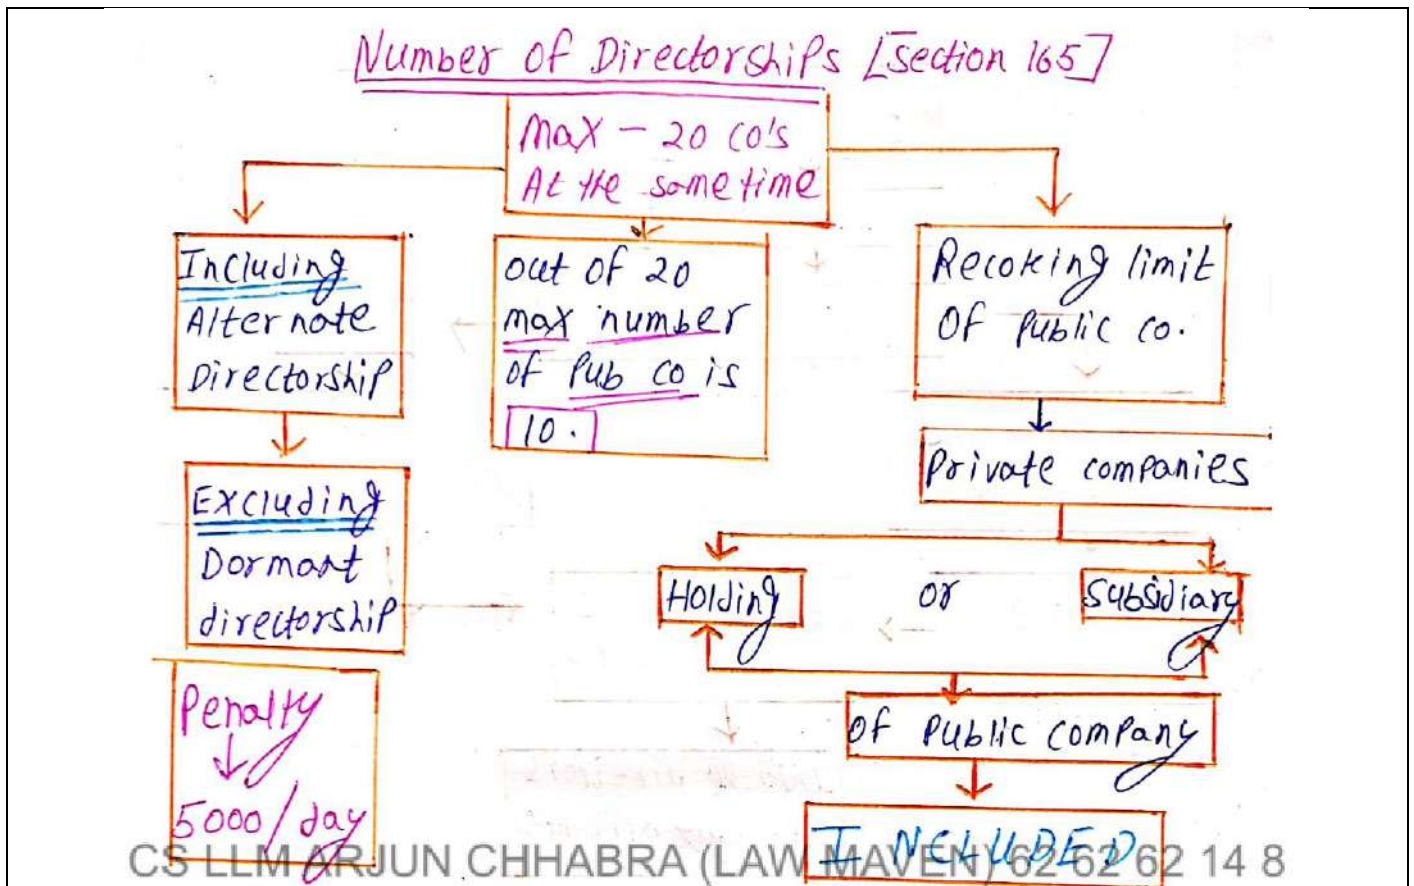 Number of Directorships [Section 165]
Max - 20 co's
At the same time
Including
Alternate
Directorship
Excluding
Dormant
directorship
Penalty
5000/day
out of 20
max number
of Pub co is
10.
Recoking limit
Of Public co.
Private companies
Holding or Subsidiary
of Public company
INCLUDED
CS LLM ARJUN CHHABRA (LAW MAVEN) 62 62 62 14 8